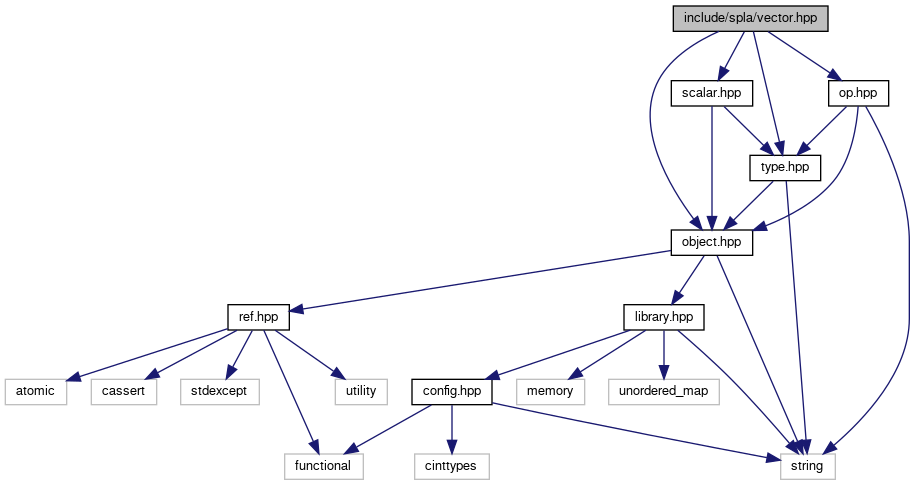 include/spla/vector.hpp
scalar.hpp
op.hpp
type.hpp
object.hpp
ref.hpp
library.hpp
atomic
cassert
stdexcept
utility
config.hpp
memory
unordered_map
functional
cinttypes
string